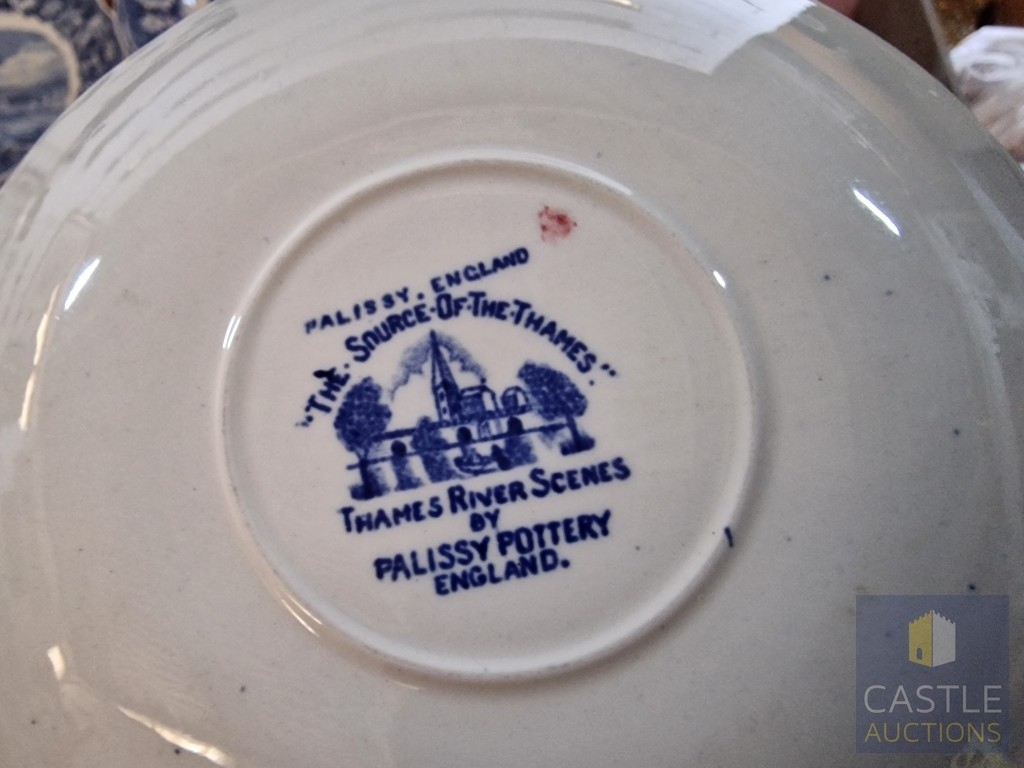 PALISSY. ENGLAND
"THE. SOURCE-OF-THE-THAMES."
THAMES RIVER SCENES
BY
PALISSY POTTERY
ENGLAND.
CASTLE
AUCTIONS